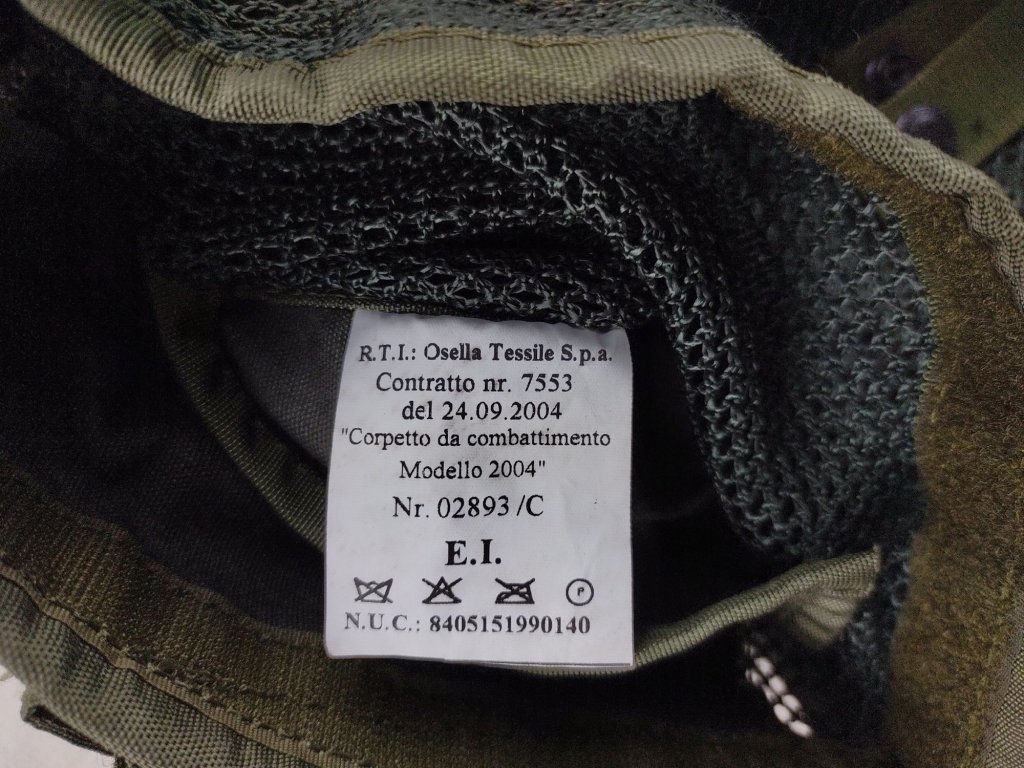 R.T.I.: Osella Tessile S.p.a.
Contratto nr. 7553
del 24.09.2004
"Corpetto da combattimento
Modello 2004"
Nr. 02893 /C
E.I.
P
N.U.C.: 8405151990140